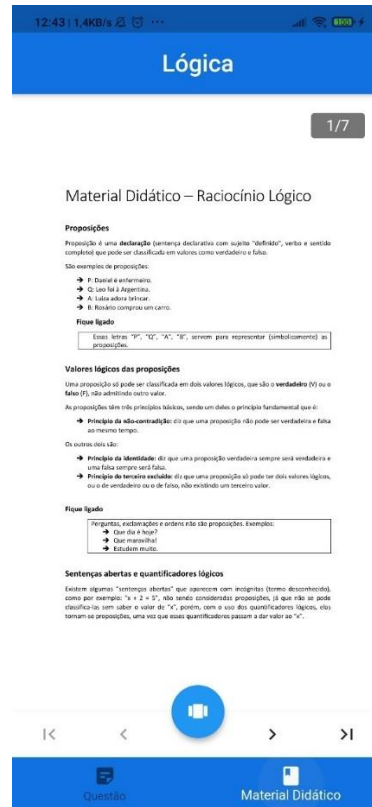 12:43 | 1,4KB/s
100
Lógica
1/7
Material Didático – Raciocínio Lógico
Proposições
Proposição é uma declaração (sentença declarativa com sujeito "definido", verbo e sentido
completo) que pode ser classificada em valores como verdadeiro e falso.
São exemplos de proposições:
➔ P: Daniel é enfermeiro.
➔ Q: Leo foi à Argentina.
➔ A: Luiza adora brincar.
➔ B: Rosário comprou um carro.
Fique ligado
Essas letras "P", "Q", "A", "B", servem para representar (simbolicamente) as
proposições.
Valores lógicos das proposições
Uma proposição só pode ser classificada em dois valores lógicos, que são o verdadeiro (V) ou o
falso (F), não admitindo outro valor.
As proposições têm três princípios básicos, sendo um deles o princípio fundamental que é:
➔ Princípio da não-contradição: diz que uma proposição não pode ser verdadeira e falsa
ao mesmo tempo.
Os outros dois são:
➔ Princípio da identidade: diz que uma proposição verdadeira sempre será verdadeira e
uma falsa sempre será falsa.
➔ Princípio do terceiro excluído: diz que uma proposição só pode ter dois valores lógicos,
ou o de verdadeiro ou o de falso, não existindo um terceiro valor.
Fique ligado
Perguntas, exclamações e ordens não são proposições. Exemplos:
➔ Que dia é hoje?
➔ Que maravilha!
➔ Estudem muito.
Sentenças abertas e quantificadores lógicos
Existem algumas "sentenças abertas" que aparecem com incógnitas (termo desconhecido),
como por exemplo: "x + 2 = 5", não sendo consideradas proposições, já que não se pode
classifica-las sem saber o valor de "x", porém, com o uso dos quantificadores lógicos, elas
tornam-se proposições, uma vez que esses quantificadores passam a dar valor ao "x".
Questão
Material Didático